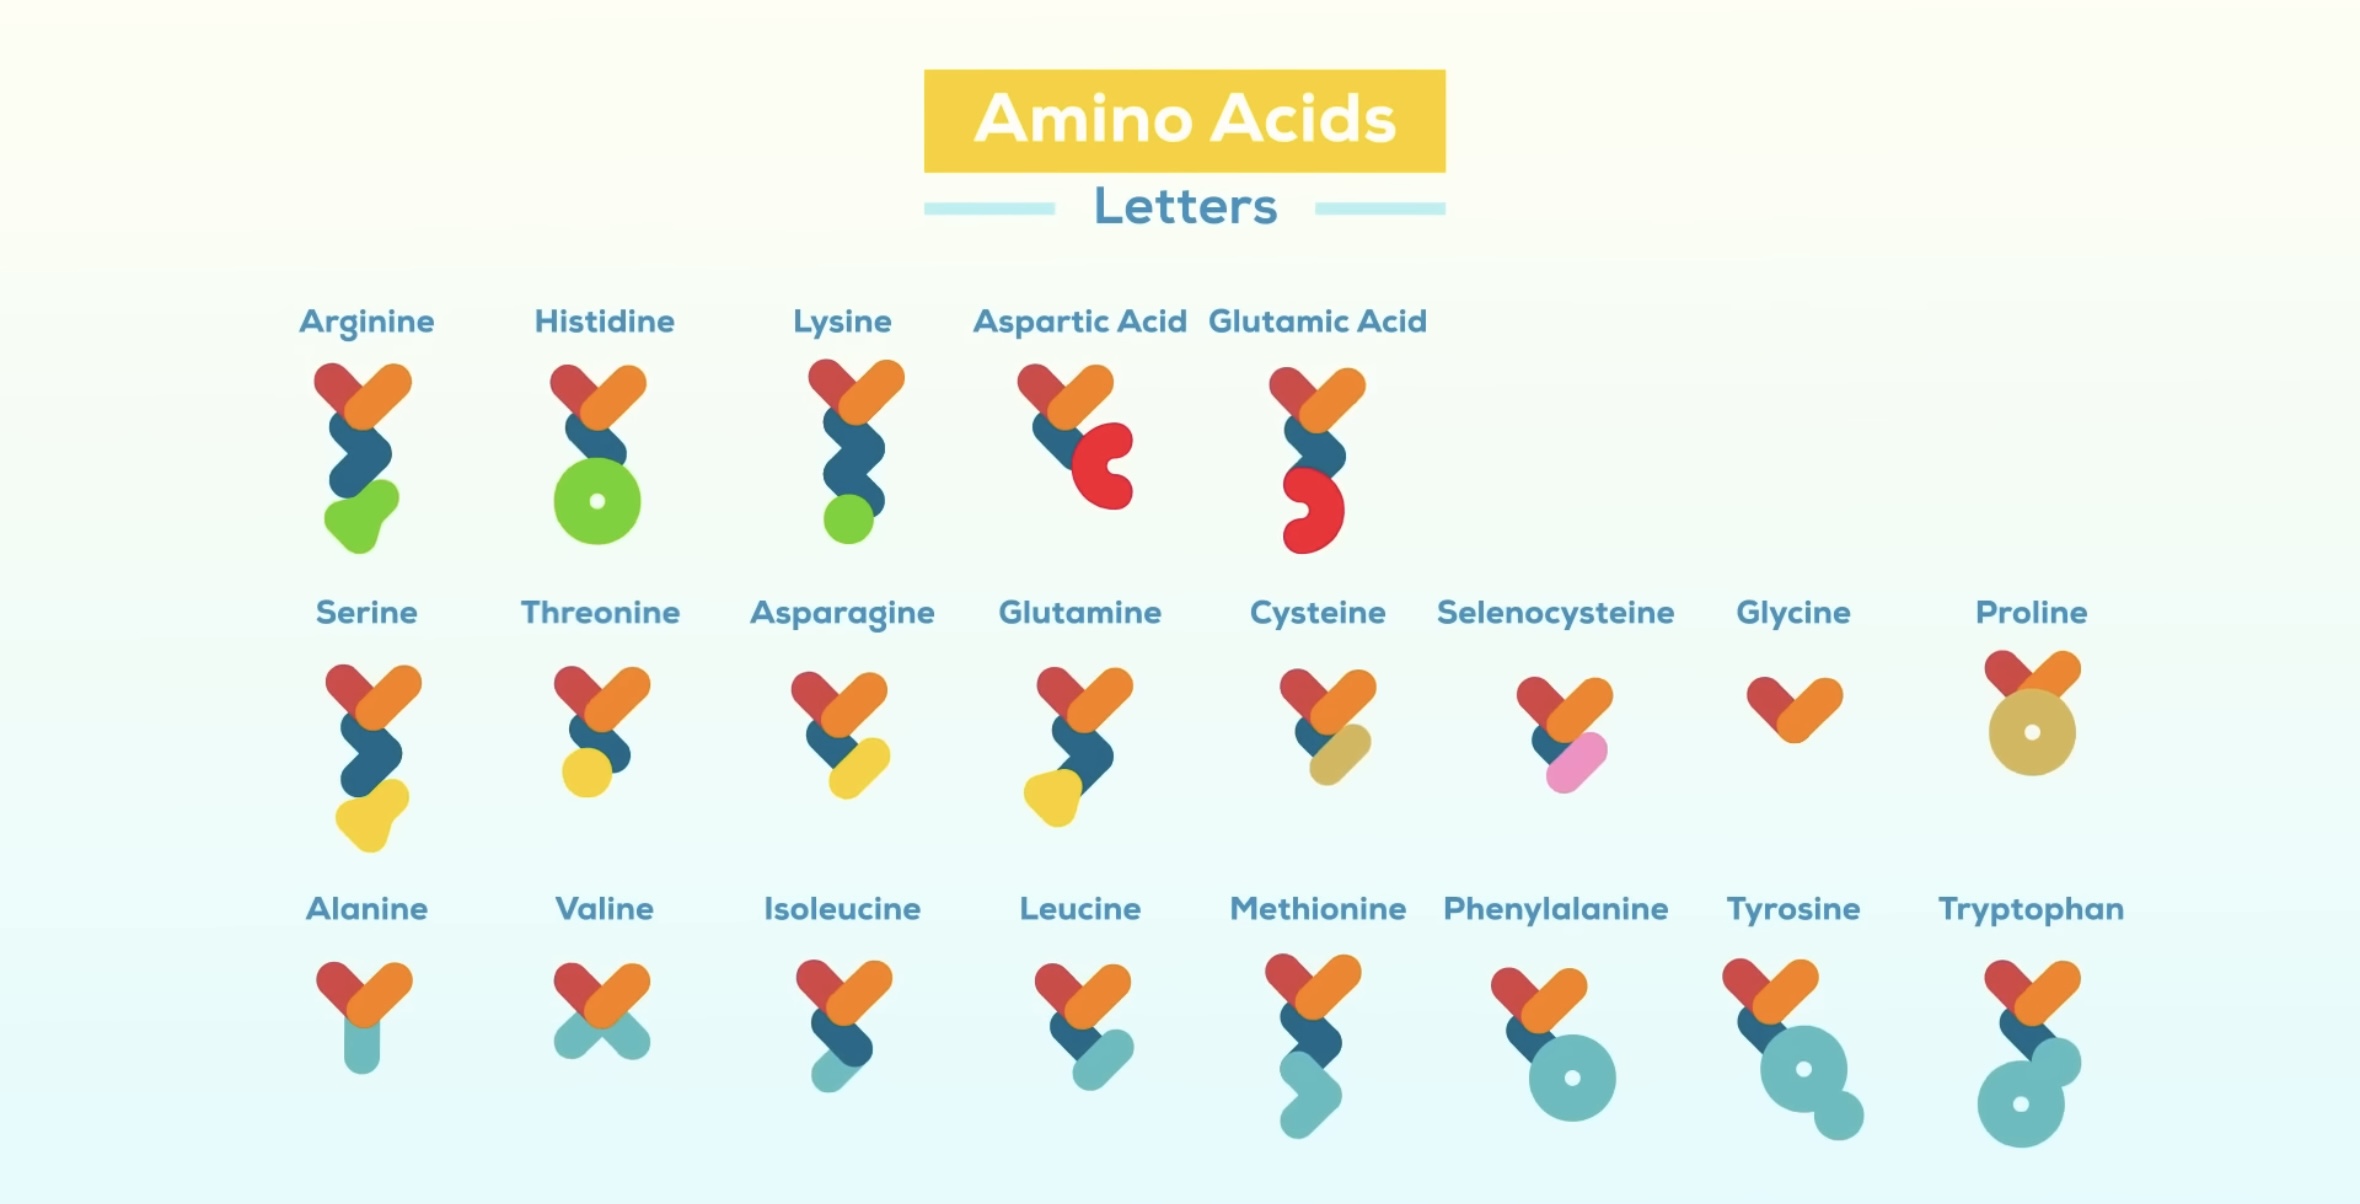 Amino Acids
Letters
Arginine Histidine Lysine Aspartic Acid Glutamic Acid
Serine Threonine Asparagine Glutamine Cysteine Selenocysteine Glycine Proline
Alanine Valine Isoleucine Leucine Methionine Phenylalanine Tyrosine Tryptophan